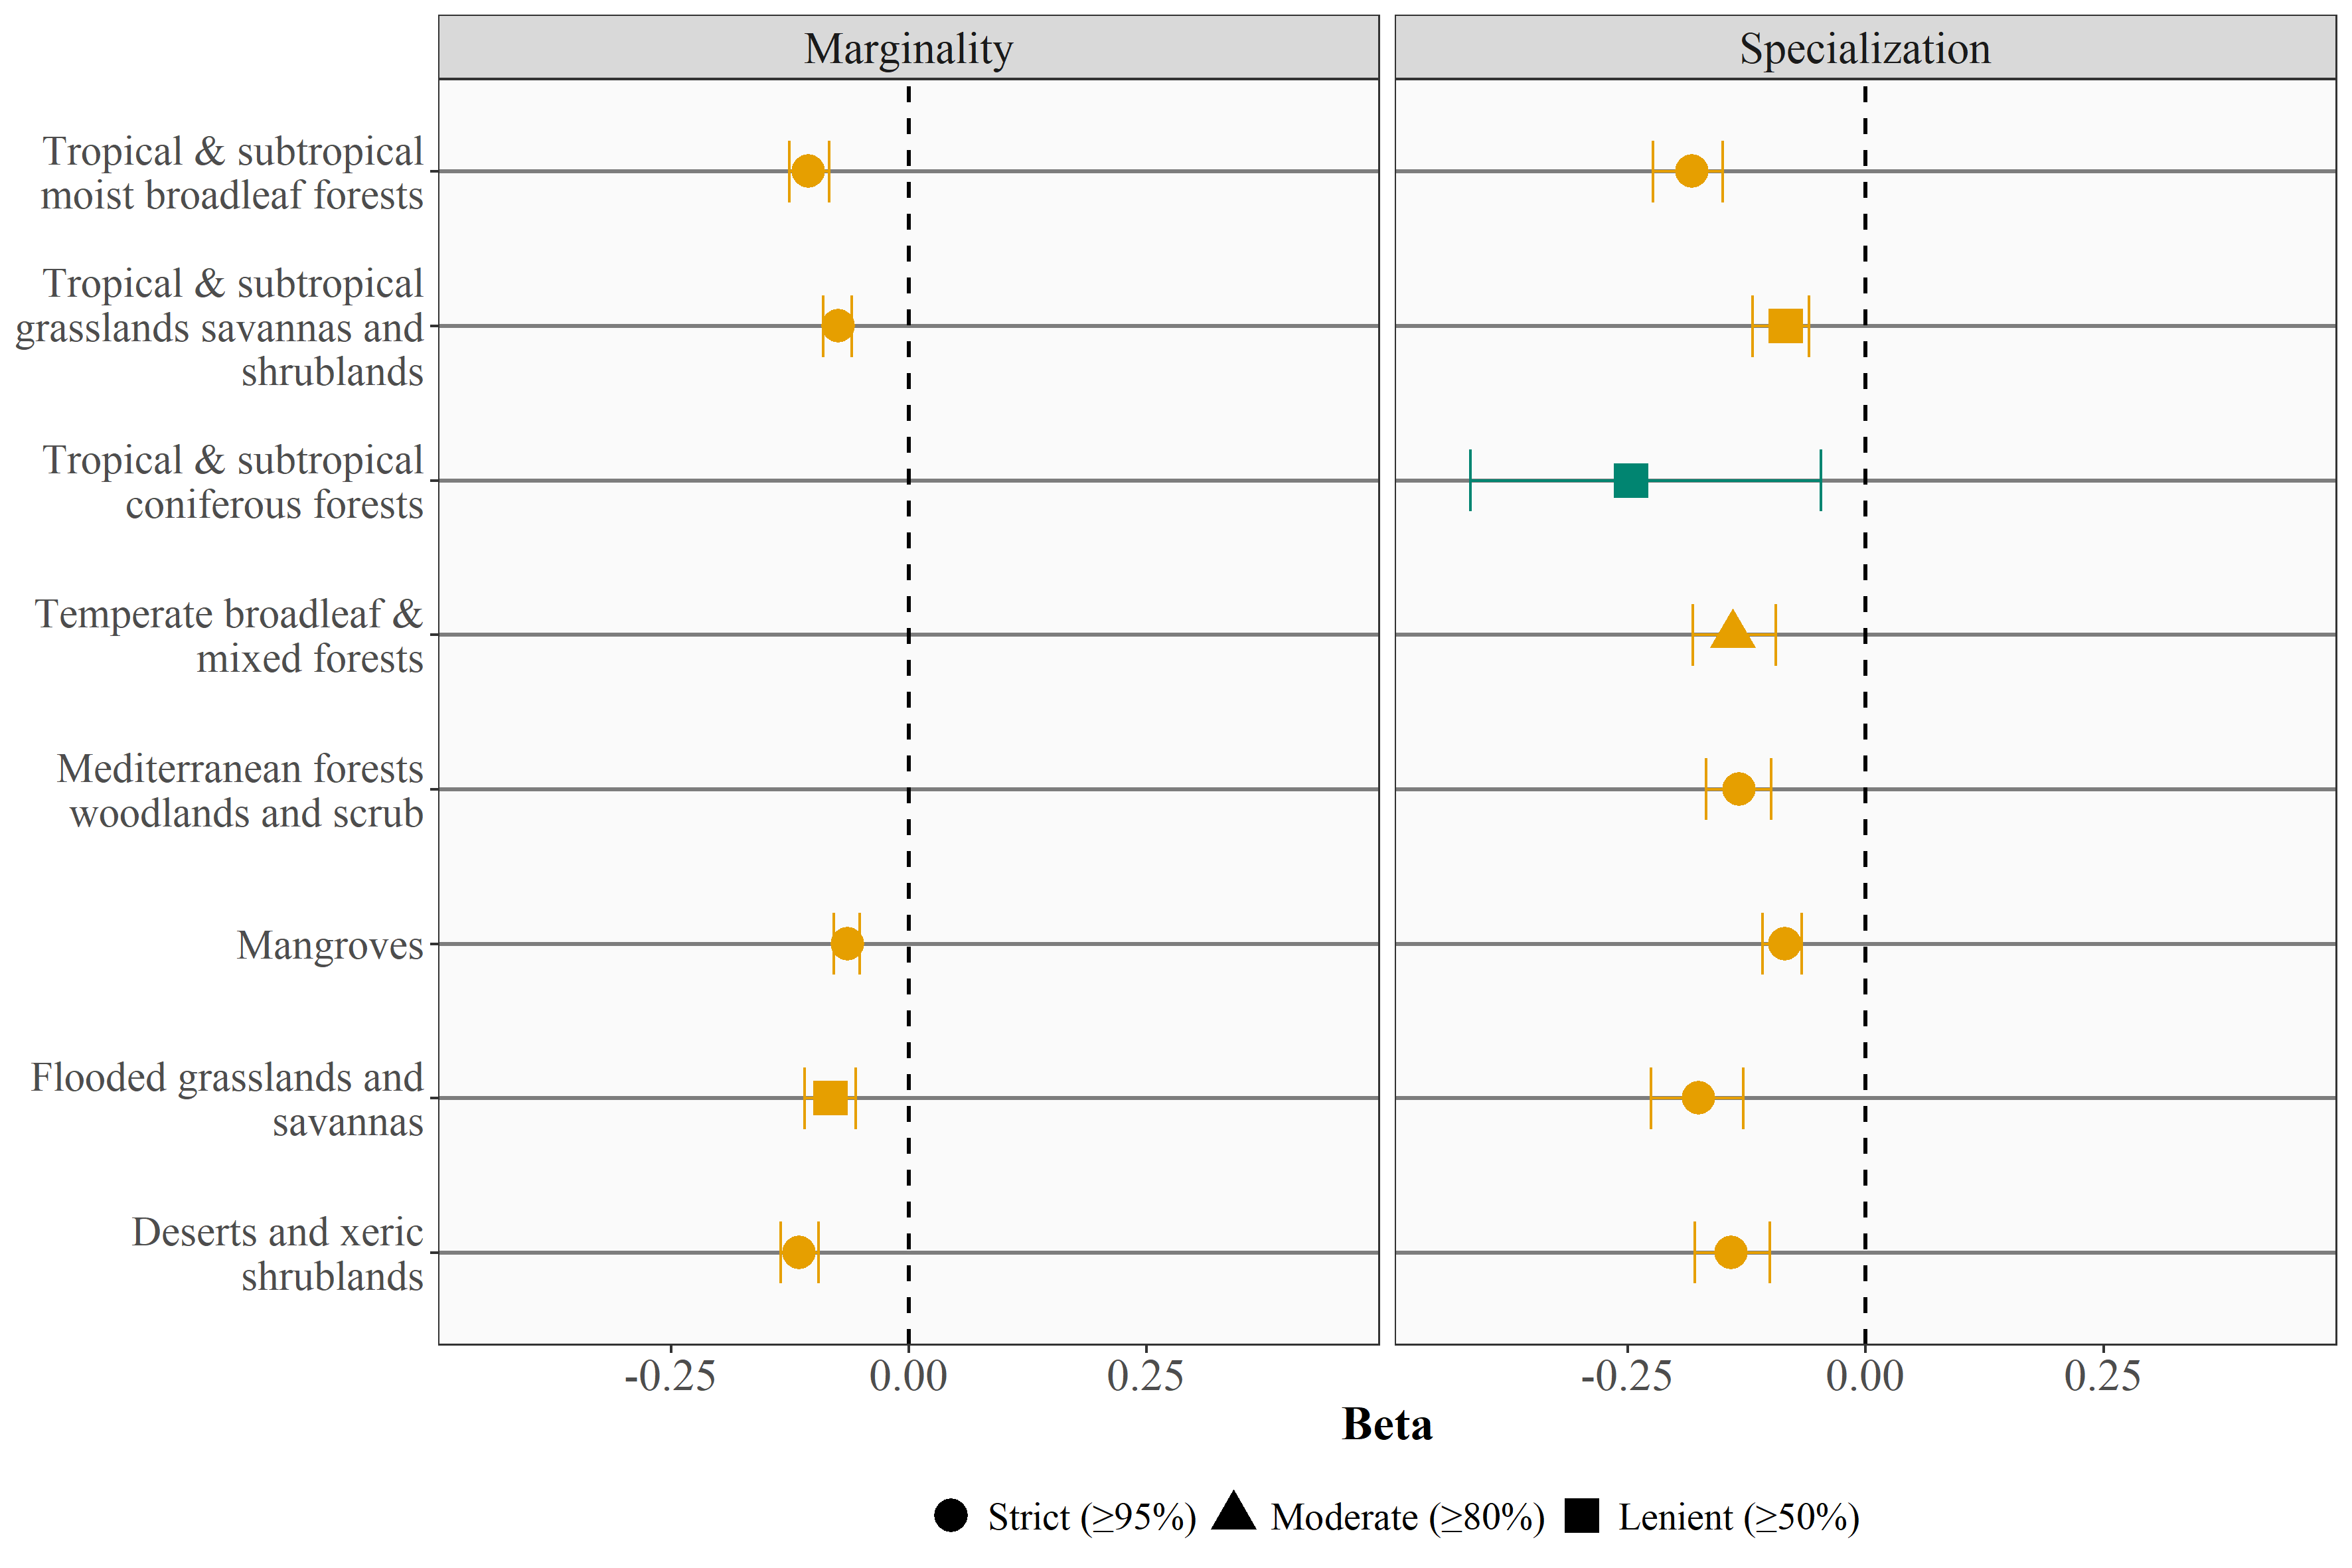 Marginality
Specialization
Tropical & subtropical
moist broadleaf forests
Tropical & subtropical
grasslands savannas and
shrublands
Tropical & subtropical
coniferous forests
Temperate broadleaf &
mixed forests
Mediterranean forests
woodlands and scrub
Mangroves
Flooded grasslands and
savannas
Deserts and xeric
shrublands
-0.25 0.00 0.25
-0.25 0.00 0.25
Beta
Strict (≥95%) Moderate (≥80%) Lenient (≥50%)